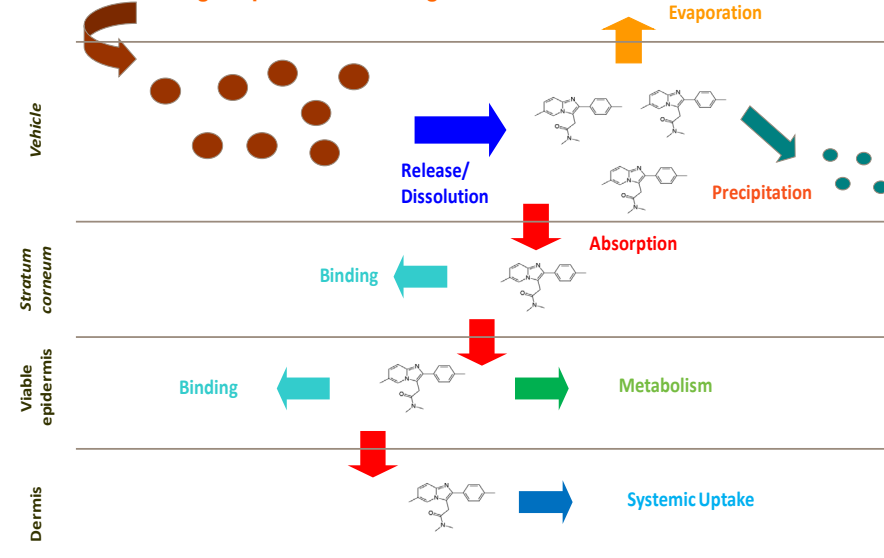 Evaporation
Vehicle
Release/
Dissolution
Precipitation
Absorption
Stratum
corneum
Binding
Viable
epidermis
Binding
Metabolism
Dermis
Systemic Uptake